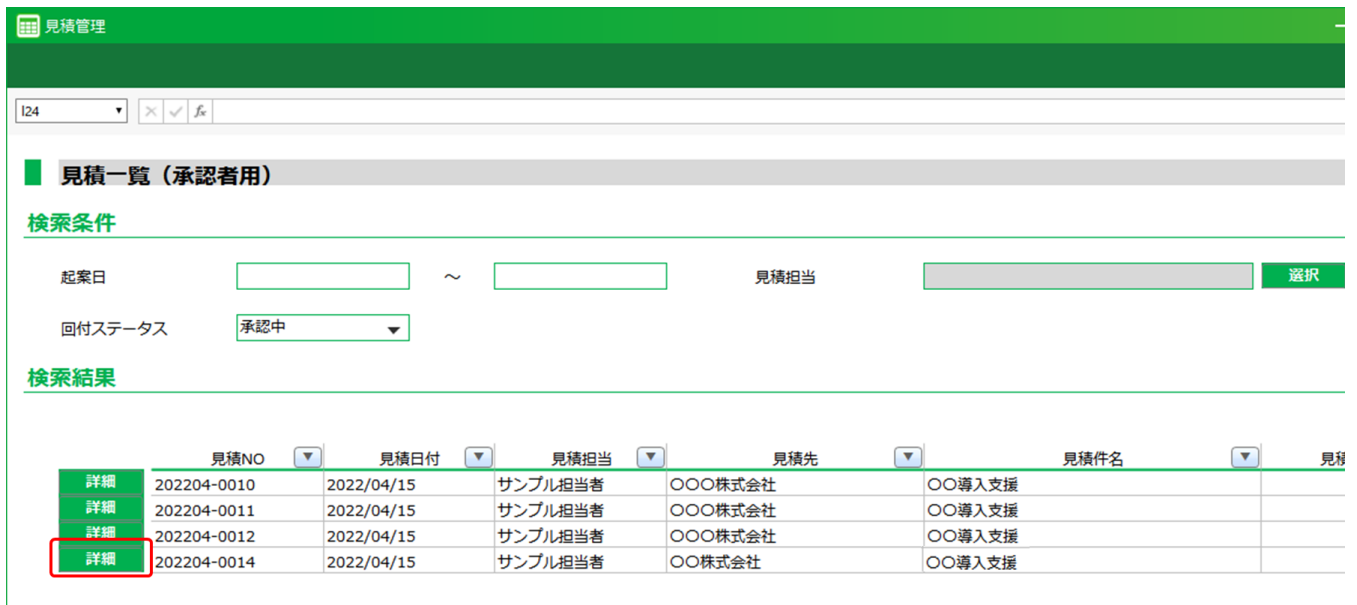 見積管理
I24 fx
見積一覧（承認者用）
検索条件
起案日 ～ 見積担当 選択
回付ステータス 承認中
検索結果
見積NO 見積日付 見積担当 見積先 見積件名 見積
詳細 202204-0010 2022/04/15 サンプル担当者 〇〇〇株式会社 〇〇導入支援
詳細 202204-0011 2022/04/15 サンプル担当者 〇〇〇株式会社 〇〇導入支援
詳細 202204-0012 2022/04/15 サンプル担当者 〇〇〇株式会社 〇〇導入支援
詳細 202204-0014 2022/04/15 サンプル担当者 〇〇株式会社 〇〇導入支援